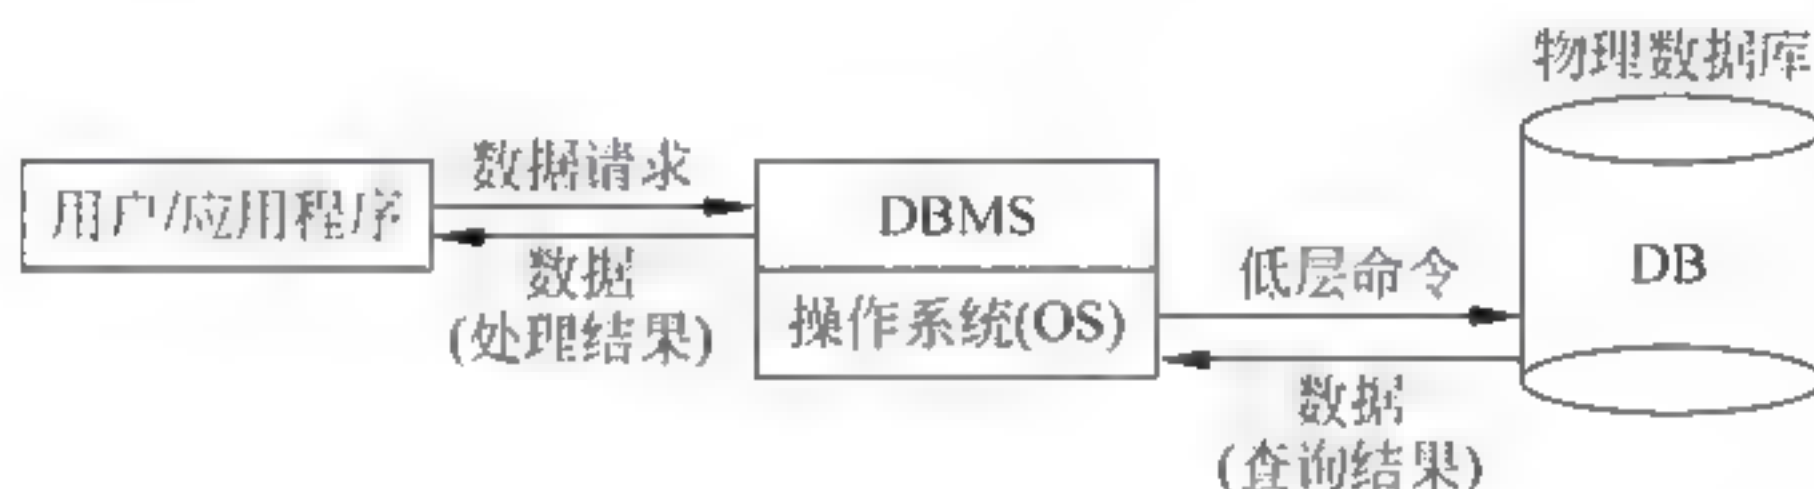 物理数据库
数据请求
用户/应用程序
DBMS
数据
(处理结果)
低层命令
DB
操作系统(OS)
数据
(查询结果)